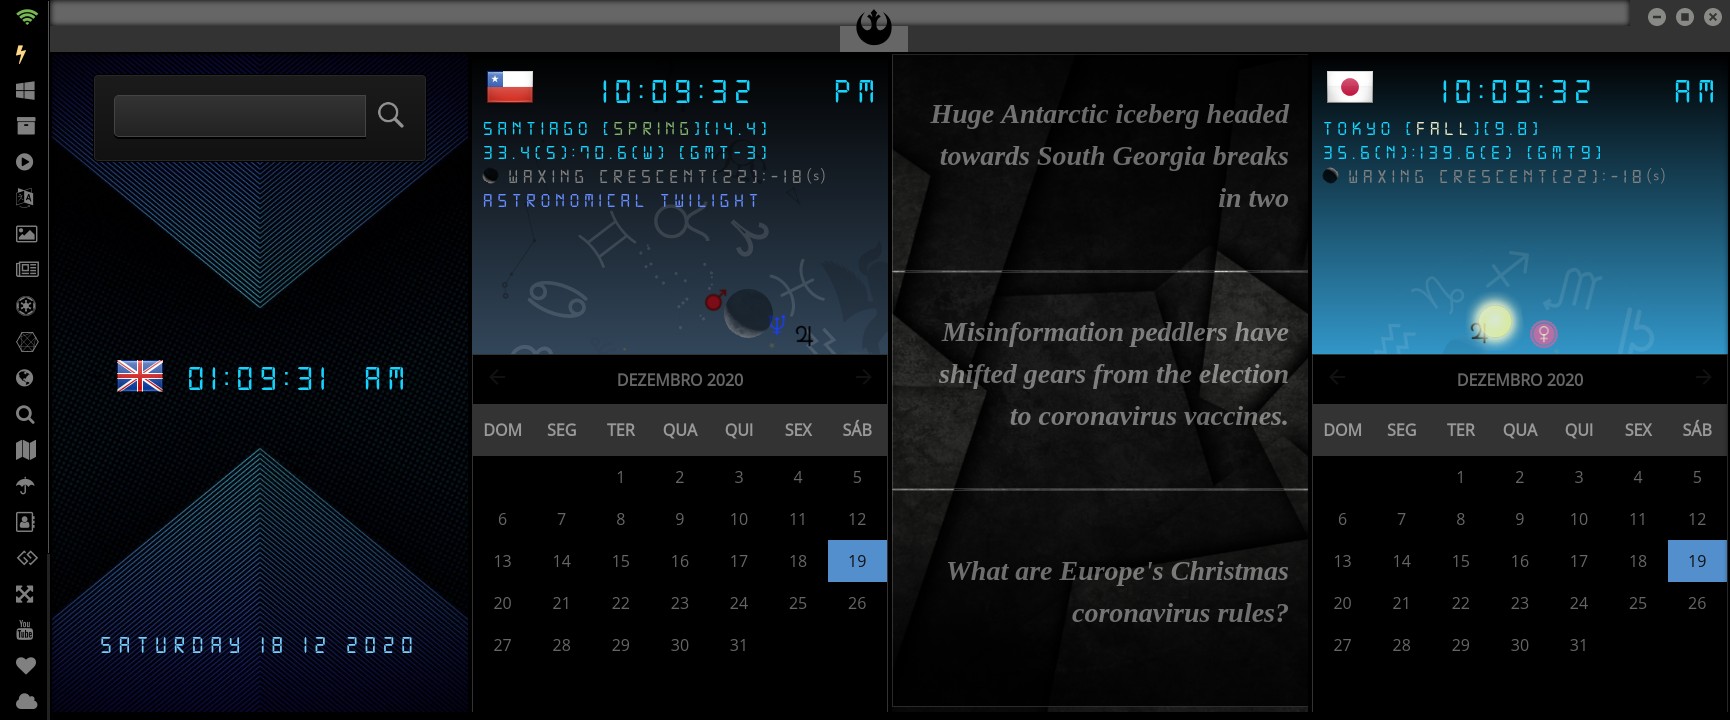 01:09:31 AM
SATURDAY 18 12 2020
10:09:32 PM
SANTIAGO [SPRING][14.4]
33.4(S):70.6(W) [GMT-3]
WAXING CRESCENT[22]:-18(s)
ASTRONOMICAL TWILIGHT
DEZEMBRO 2020
DOM SEG TER QUA QUI SEX SÁB
1 2 3 4 5
6 7 8 9 10 11 12
13 14 15 16 17 18 19
20 21 22 23 24 25 26
27 28 29 30 31
Huge Antarctic iceberg headed
towards South Georgia breaks
in two
Misinformation peddlers have
shifted gears from the election
to coronavirus vaccines.
What are Europe's Christmas
coronavirus rules?
10:09:32 AM
TOKYO [FALL][9.8]
35.6(N):139.6(E) [GMT9]
WAXING CRESCENT[22]:-18(s)
DEZEMBRO 2020
DOM SEG TER QUA QUI SEX SÁB
1 2 3 4 5
6 7 8 9 10 11 12
13 14 15 16 17 18 19
20 21 22 23 24 25 26
27 28 29 30 31
You
Tube